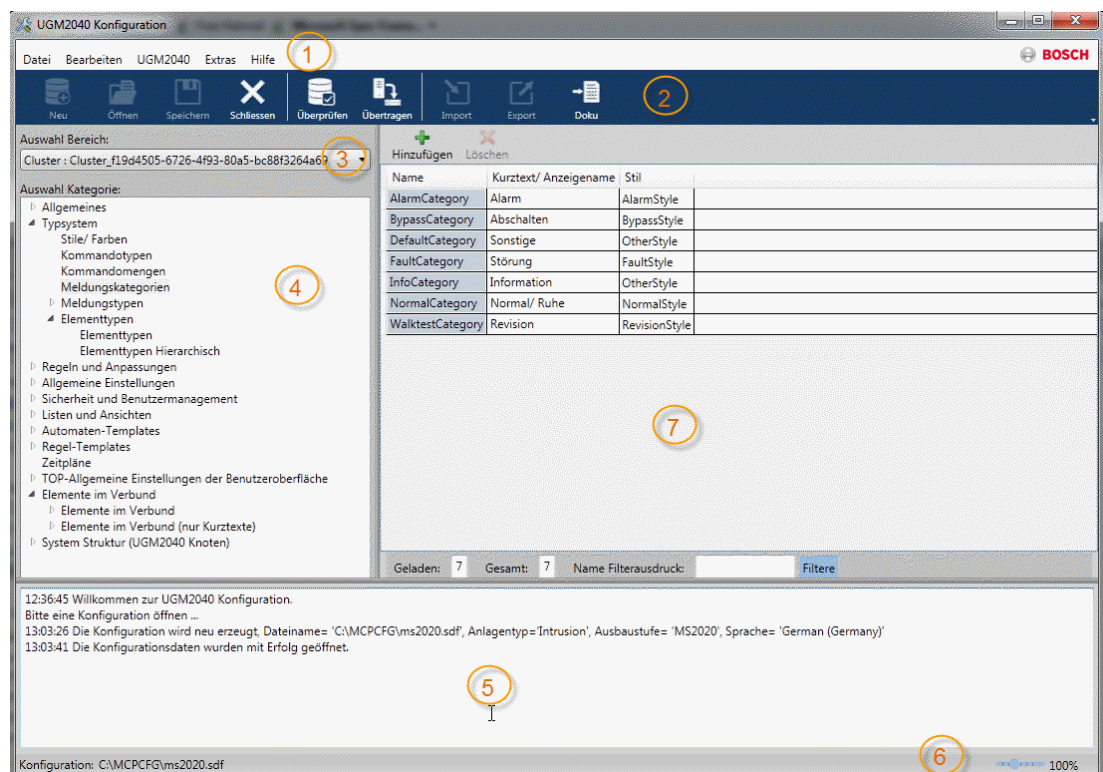 UGM2040 Konfiguration
Datei Bearbeiten UGM2040 Extras Hilfe 1 BOSCH
Neu Öffnen Speichern Schliessen Überprüfen Übertragen Import Export Doku 2
Auswahl Bereich:
Cluster : Cluster_f19d4505-6726-4f93-80a5-bc88f3264a69 3
Auswahl Kategorie:
Allgemeines
Typsystem
Stile/ Farben
Kommandotypen
Kommandomengen
Meldungskategorien
Meldungstypen
Elementtypen
Elementtypen
Elementtypen Hierarchisch
Regeln und Anpassungen
Allgemeine Einstellungen
Sicherheit und Benutzermanagement
Listen und Ansichten
Automaten-Templates
Regel-Templates
Zeitpläne
TOP-Allgemeine Einstellungen der Benutzeroberfläche
Elemente im Verbund
Elemente im Verbund
Elemente im Verbund (nur Kurztexte)
System Struktur (UGM2040 Knoten)
4
Hinzufügen Löschen
Name Kurztext/ Anzeigename Stil
AlarmCategory Alarm AlarmStyle
BypassCategory Abschalten BypassStyle
DefaultCategory Sonstige OtherStyle
FaultCategory Störung FaultStyle
InfoCategory Information OtherStyle
NormalCategory Normal/ Ruhe NormalStyle
WalktestCategory Revision RevisionStyle
7
Geladen: 7 Gesamt: 7 Name Filterausdruck: Filtere
12:36:45 Willkommen zur UGM2040 Konfiguration.
Bitte eine Konfiguration öffnen ...
13:03:26 Die Konfiguration wird neu erzeugt, Dateiname= 'C:\MCPCFG\ms2020.sdf', Anlagentyp='Intrusion', Ausbaustufe= 'MS2020', Sprache= 'German (Germany)'
13:03:41 Die Konfigurationsdaten wurden mit Erfolg geöffnet.
5
Konfiguration: C:\MCPCFG\ms2020.sdf 6 100%